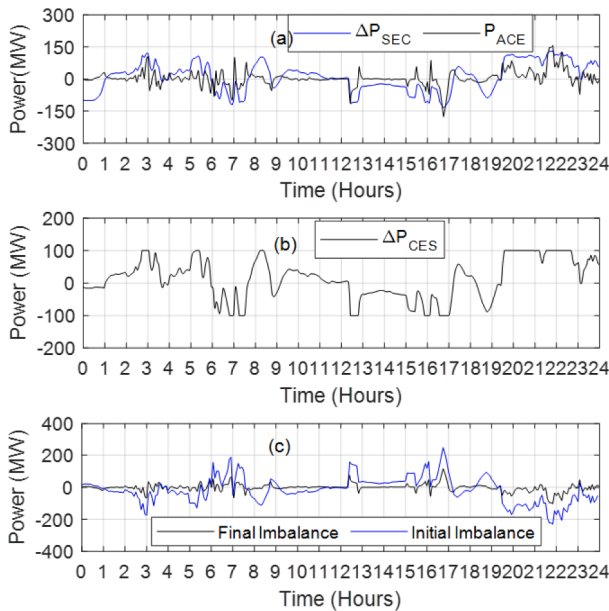 (a)
ΔP_SEC P_ACE
Power(MW)
300
150
0
-150
-300
0 1 2 3 4 5 6 7 8 9 10 11 12 13 14 15 16 17 18 19 20 21 22 23 24
Time (Hours)
(b)
ΔP_CES
Power (MW)
200
100
0
-100
-200
0 1 2 3 4 5 6 7 8 9 10 11 12 13 14 15 16 17 18 19 20 21 22 23 24
Time (Hours)
(c)
Power (MW)
400
200
0
-200
-400
Final Imbalance Initial Imbalance
0 1 2 3 4 5 6 7 8 9 10 11 12 13 14 15 16 17 18 19 20 21 22 23 24
Time (Hours)